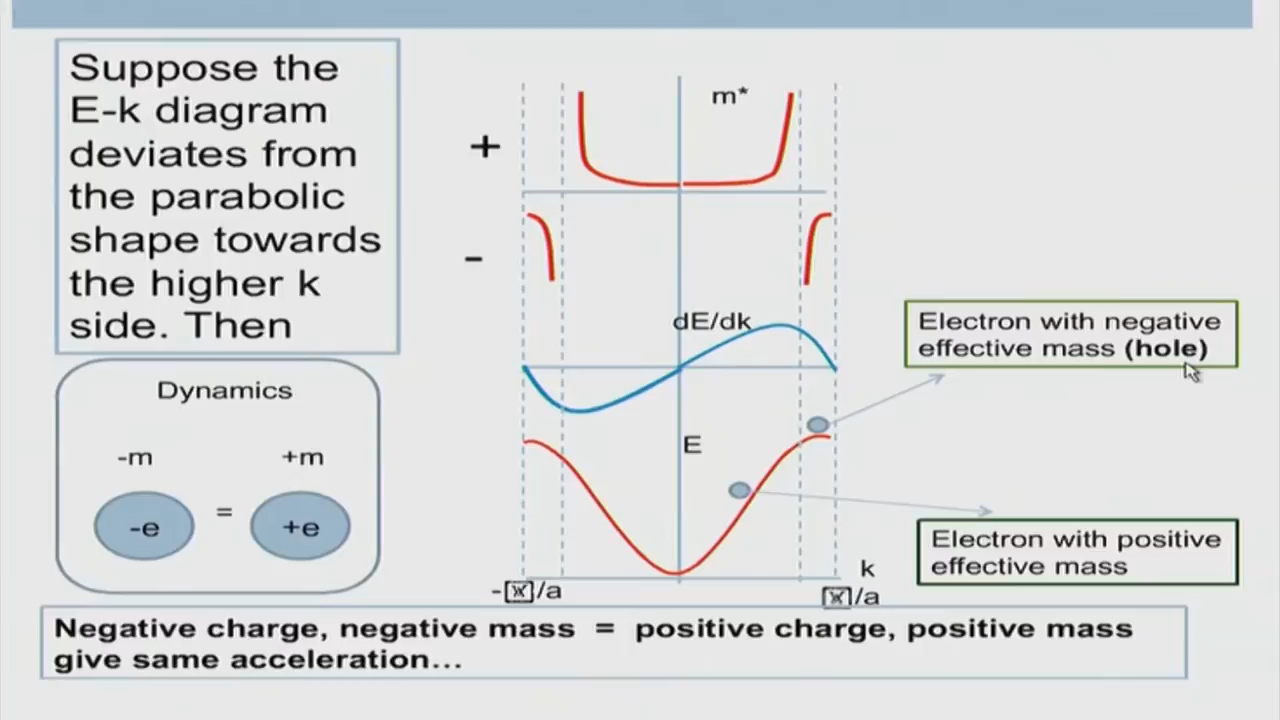 Suppose the
E-k diagram
deviates from
the parabolic
shape towards
the higher k
side. Then
Dynamics
-m
+m
-e
=
+e
+
-
m*
dE/dk
E
k
-/a
/a
Electron with negative
effective mass (hole)
Electron with positive
effective mass
Negative charge, negative mass = positive charge, positive mass
give same acceleration...